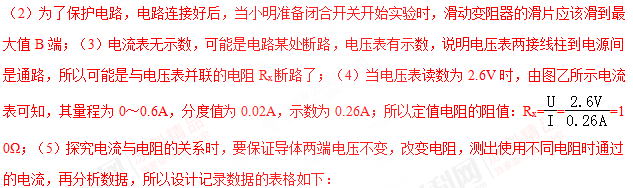 （2）为了保护电路，电路连接好后，当小明准备闭合开关开始实验时，滑动变阻器的滑片应该滑到最
大值 B 端；（3）电流表无示数，可能是电路某处断路，电压表有示数，说明电压表两接线柱到电源间
是通路，所以可能是与电压表并联的电阻 Rx 断路了；（4）当电压表读数为 2.6V 时，由图乙所示电流
表可知，其量程为 0～0.6A，分度值为 0.02A，示数为 0.26A；所以定值电阻的阻值：Rx=U/I=2.6V/0.26A=1
0Ω；（5）探究电流与电阻的关系时，要保证导体两端电压不变，改变电阻，测出使用不同电阻时通过
的电流，再分析数据，所以设计记录数据的表格如下：